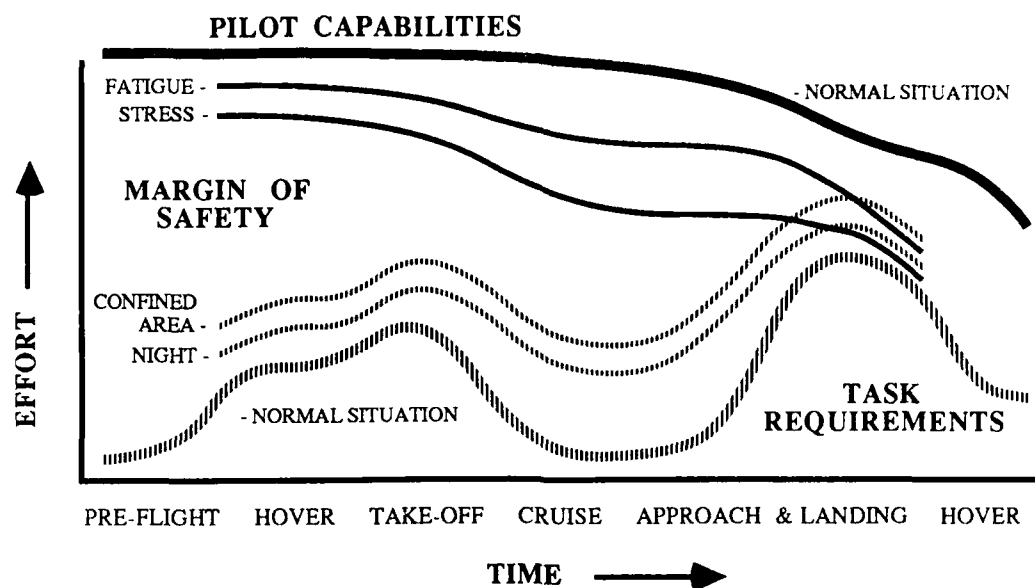 PILOT CAPABILITIES
FATIGUE -
STRESS -
- NORMAL SITUATION
MARGIN OF
SAFETY
CONFINED
AREA -
NIGHT -
- NORMAL SITUATION
TASK
REQUIREMENTS
EFFORT
PRE-FLIGHT HOVER TAKE-OFF CRUISE APPROACH & LANDING HOVER
TIME